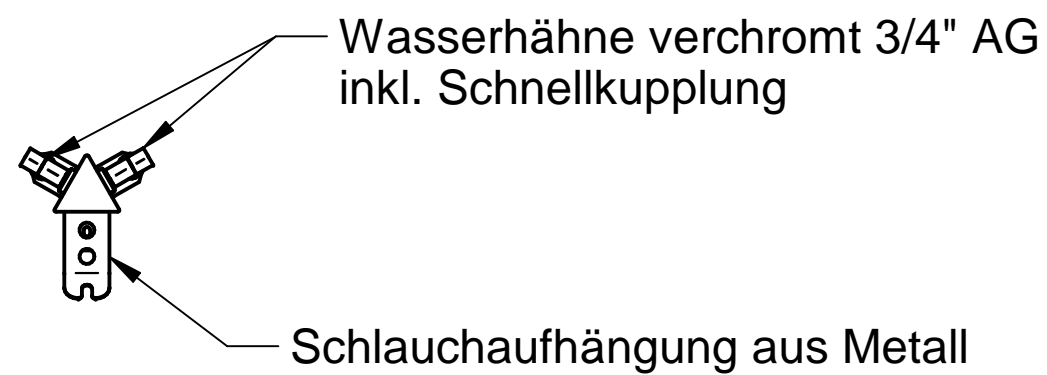 Wasserhähne verchromt 3/4" AG
inkl. Schnellkupplung
Schlauchaufhängung aus Metall